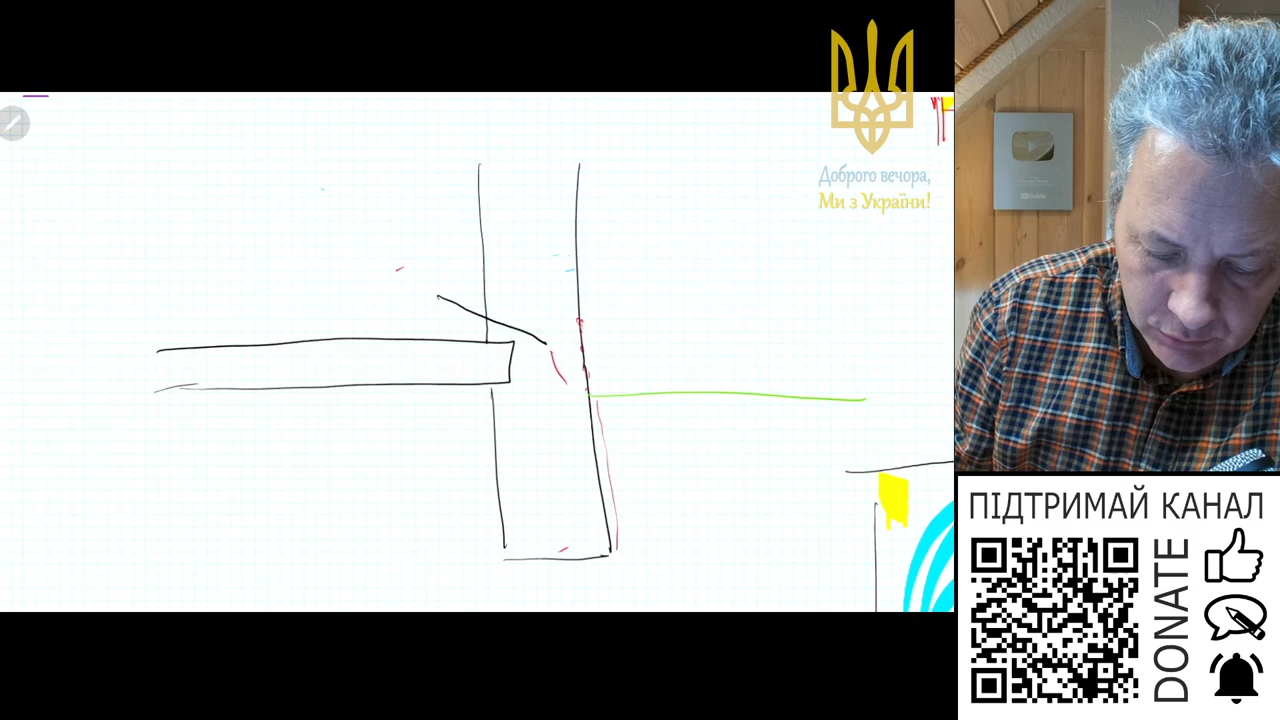 Доброго вечора,
Ми з України!
ПІДТРИМАЙ КАНАЛ
DONATE